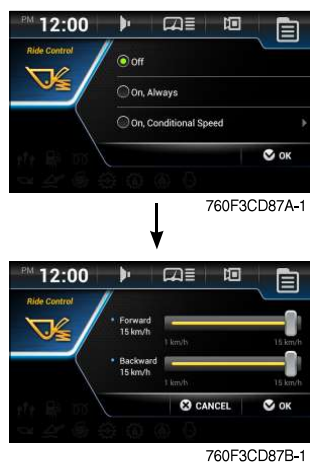 PM 12:00
Ride Control
Off
On, Always
On, Conditional Speed
OK
760F3CD87A-1
PM 12:00
Ride Control
Forward
15 km/h
1 km/h 15 km/h
Backward
15 km/h
1 km/h 15 km/h
CANCEL OK
760F3CD87B-1